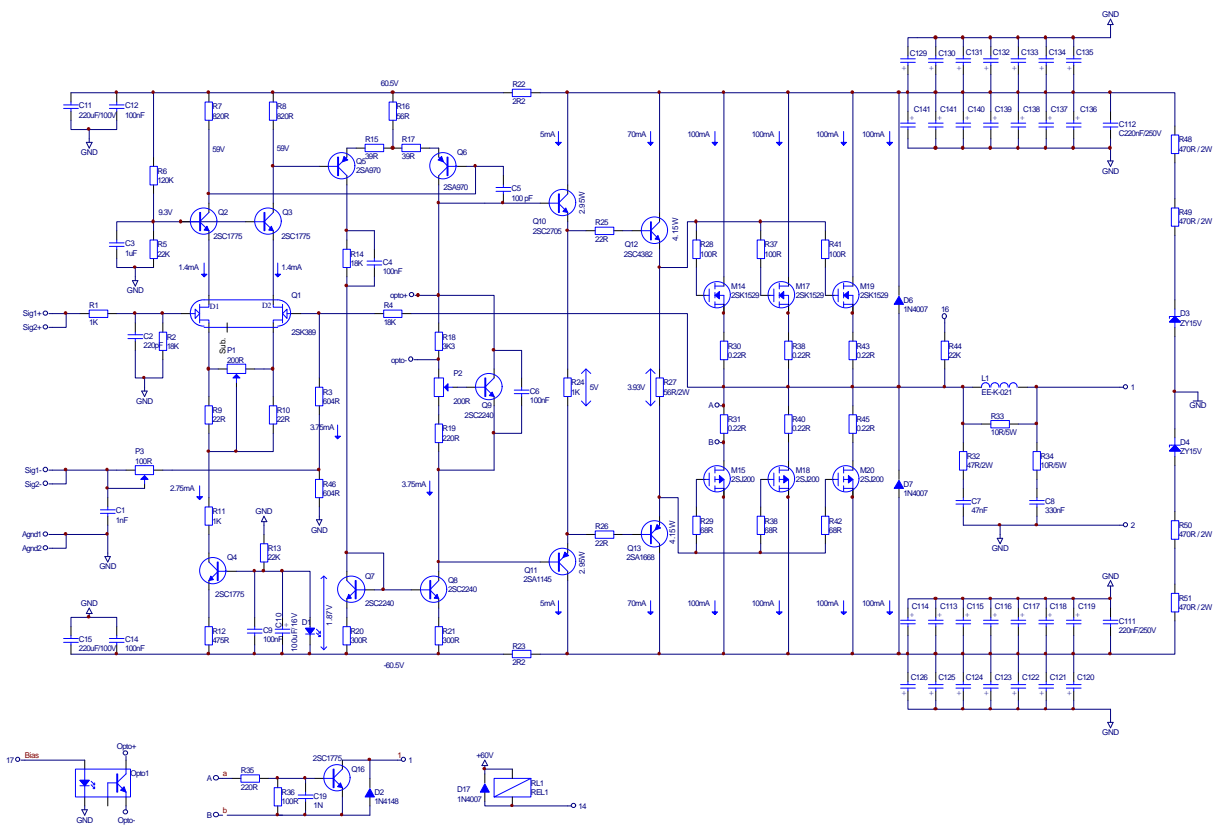 GND
C129
C130
C131
C132
C133
C134
C135
60.5V
R22
2R2
C11
220uF/100V
C12
100nF
GND
R7
820R
R8
820R
R16
56R
R15
39R
R17
39R
5mA
70mA
100mA
100mA
100mA
100mA
C141
C141
C140
C139
C138
C137
C136
C112
C220nF/250V
GND
R48
470R / 2W
59V
59V
Q5
2SA970
Q6
2SA970
R6
120K
C5
100 pF
9.3V
Q2
2SC1775
Q3
2SC1775
Q10
2SC2705
2.95W
R25
22R
Q12
2SC4382
4.15W
R49
470R / 2W
C3
1uF
R5
22K
GND
1.4mA
1.4mA
R14
18K
C4
100nF
R28
100R
R37
100R
R41
100R
opto+
M14
2SK1529
M17
2SK1529
M19
2SK1529
D6
1N4007
Sig1+
Sig2+
R1
1K
D1
D2
Q1
2SK389
R4
18K
16
D3
ZY15V
C2
220pF
R2
18K
GND
Sub.
P1
200R
R18
3K3
opto-
R30
0.22R
R38
0.22R
R43
0.22R
R44
22K
P2
200R
Q9
2SC2240
C6
100nF
R24
1K
5V
3.93V
R27
56R/2W
L1
EE-K-021
1
GND
R3
604R
R9
22R
R10
22R
3.75mA
R19
220R
A
B
R31
0.22R
R40
0.22R
R45
0.22R
R33
10R/5W
R32
47R/2W
R34
10R/5W
D4
ZY15V
Sig1-
Sig2-
P3
100R
C1
1nF
2.75mA
R46
604R
3.75mA
M15
2SJ200
M18
2SJ200
M20
2SJ200
D7
1N4007
C7
47nF
C8
330nF
Agnd1
Agnd2
GND
R11
1K
GND
GND
R13
22K
R26
22R
Q13
2SA1668
4.15W
R29
68R
R38
68R
R42
68R
2
GND
R50
470R / 2W
Q4
2SC1775
Q7
2SC2240
Q8
2SC2240
Q11
2SA1145
2.95W
GND
GND
C15
220uF/100V
C14
100nF
R12
475R
C9
100nF
C10
100uF/16V
1.87V
R20
300R
R21
300R
5mA
70mA
100mA
100mA
100mA
100mA
C114
C113
C115
C116
C117
C118
C119
C111
220nF/250V
R51
470R / 2W
-60.5V
R23
2R2
C126
C125
C124
C123
C122
C121
C120
GND
17
Bias
Opto+
Opto1
GND
Opto-
A
a
R35
220R
2SC1775
Q16
1
1
R36
100R
C19
1N
D2
1N4148
B
b
+60V
D17
1N4007
RL1
REL1
14